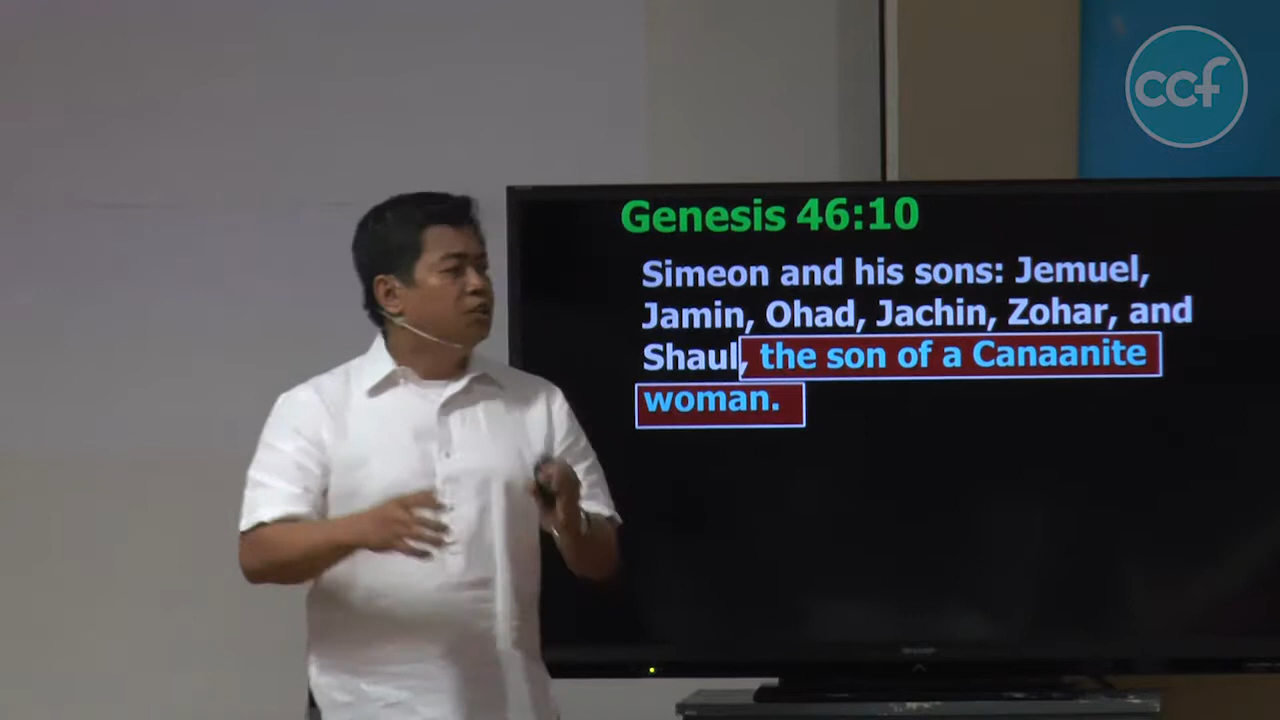 ccf
Genesis 46:10
Simeon and his sons: Jemuel,
Jamin, Ohad, Jachin, Zohar, and
Shaul, the son of a Canaanite
woman.
SHARP